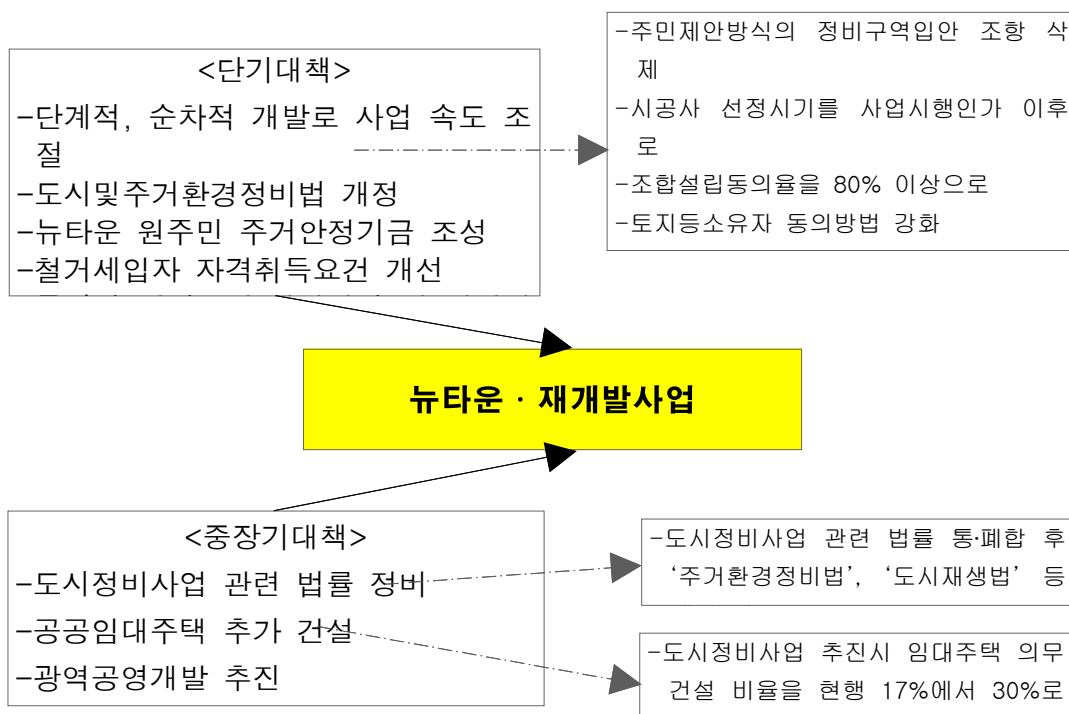 <단기대책>
-단계적, 순차적 개발로 사업 속도 조
절
-도시및주거환경정비법 개정
-뉴타운 원주민 주거안정기금 조성
-철거세입자 자격취득요건 개선
-주민제안방식의 정비구역입안 조항 삭
제
-시공사 선정시기를 사업시행인가 이후
로
-조합설립동의율을 80% 이상으로
-토지등소유자 동의방법 강화
뉴타운 · 재개발사업
<중장기대책>
-도시정비사업 관련 법률 정비
-공공임대주택 추가 건설
-광역공영개발 추진
-도시정비사업 관련 법률 통·폐합 후
‘주거환경정비법’, ‘도시재생법’ 등
-도시정비사업 추진시 임대주택 의무
건설 비율을 현행 17%에서 30%로